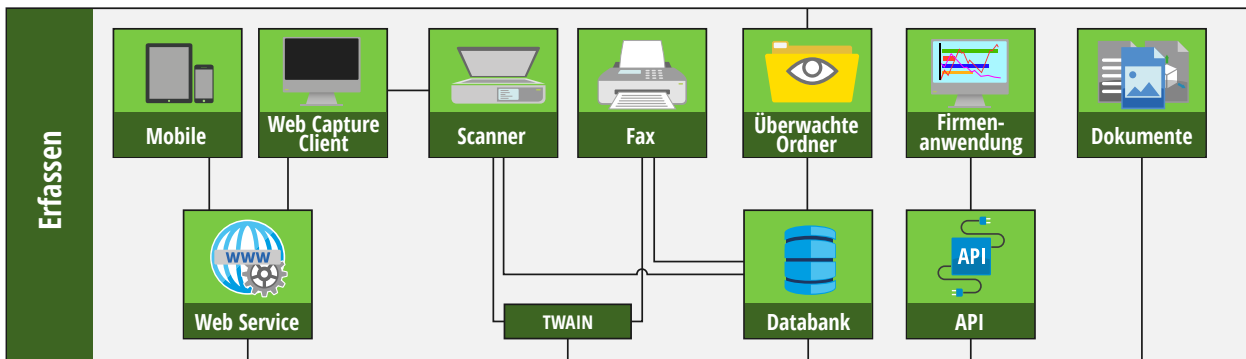 Erfassen
Mobile
Web Capture
Client
Scanner
Fax
Überwachte
Ordner
Firmen-
anwendung
Dokumente
WWW
Web Service
TWAIN
Databank
API
API